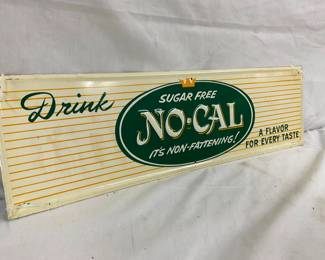 Drink
SUGAR FREE
NO-CAL
IT'S NON-FATTENING!
A FLAVOR
FOR EVERY TASTE